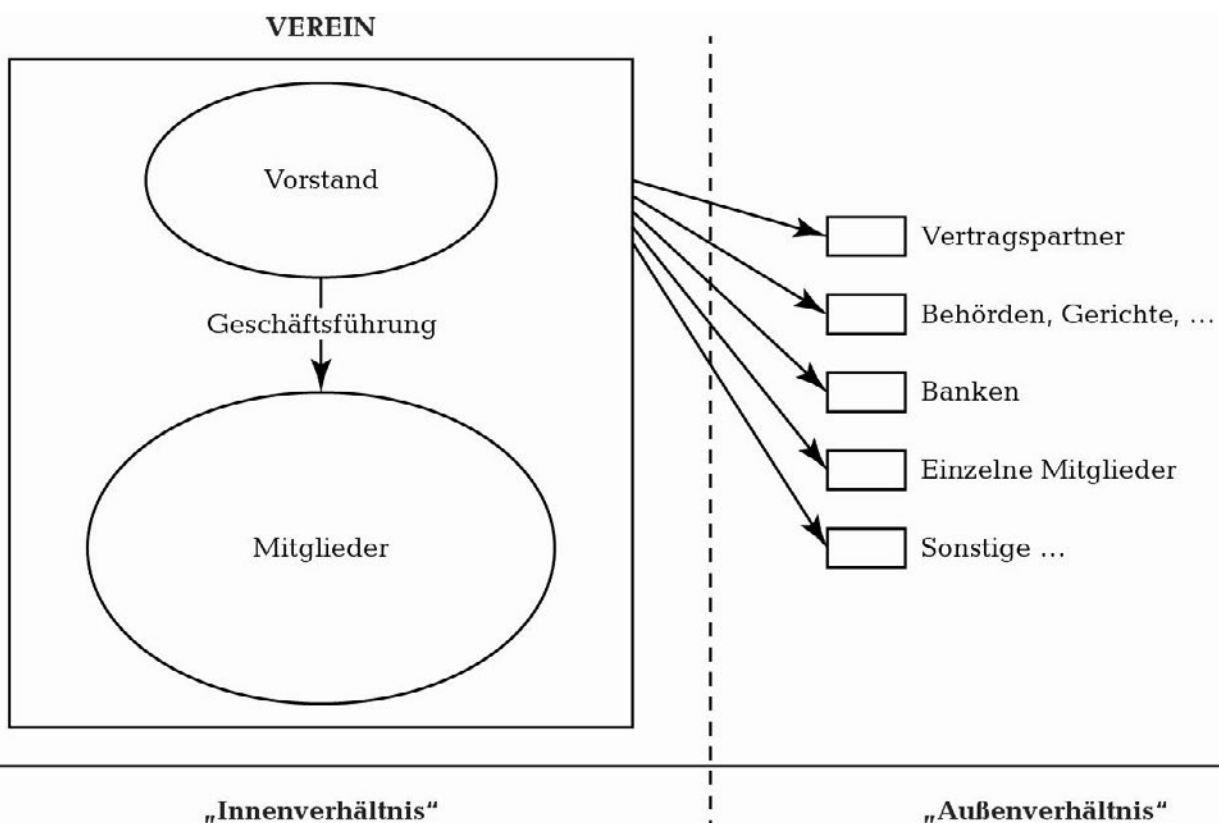 VEREIN
Vorstand
Geschäftsführung
Mitglieder
Vertragspartner
Behörden, Gerichte, …
Banken
Einzelne Mitglieder
Sonstige …
„Innenverhältnis“
„Außenverhältnis“